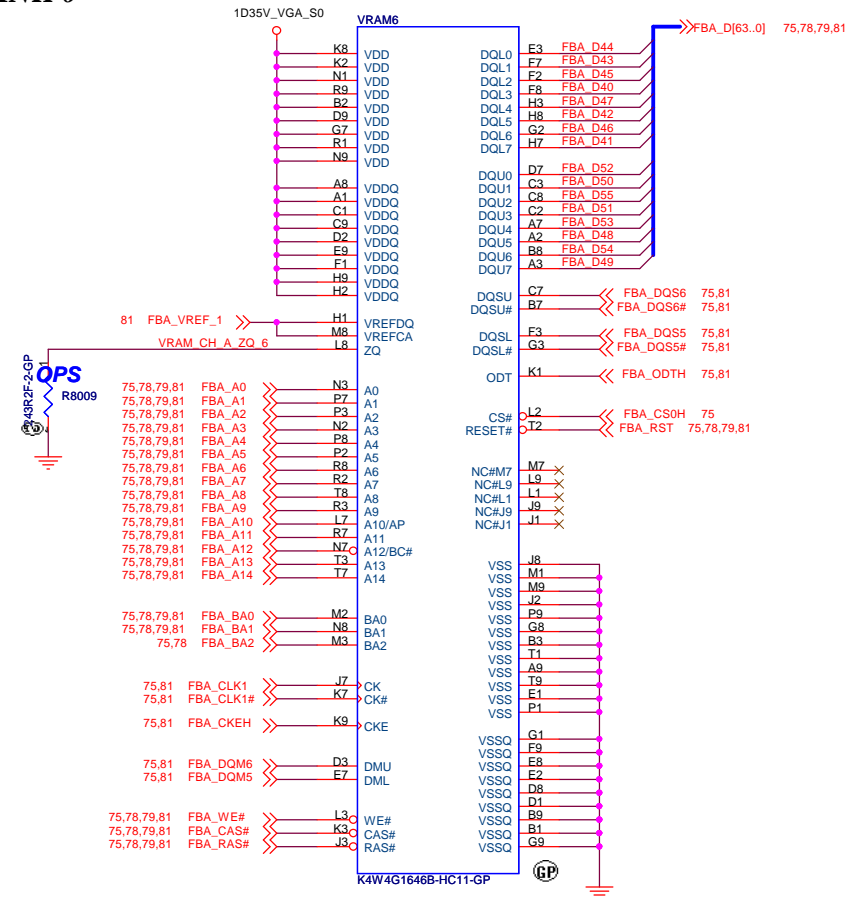 1D35V_VGA_S0
VRAM6
FBA_D[63..0] 75,78,79,81
K8 VDD DQL0 E3 FBA_D44
K2 VDD DQL1 F7 FBA_D43
N1 VDD DQL2 F2 FBA_D45
R9 VDD DQL3 F8 FBA_D40
B2 VDD DQL4 H3 FBA_D47
D9 VDD DQL5 H8 FBA_D42
G7 VDD DQL6 G2 FBA_D46
R1 VDD DQL7 H7 FBA_D41
N9 VDD
DQU0 D7 FBA_D52
A8 VDDQ DQU1 C3 FBA_D50
A1 VDDQ DQU2 C8 FBA_D55
C1 VDDQ DQU3 C2 FBA_D51
C9 VDDQ DQU4 A7 FBA_D53
D2 VDDQ DQU5 A2 FBA_D48
E9 VDDQ DQU6 B8 FBA_D54
F1 VDDQ DQU7 A3 FBA_D49
H9 VDDQ
H2 VDDQ DQSU C7 FBA_DQS6 75,81
DQSU# B7 FBA_DQS6# 75,81
81 FBA_VREF_1 H1 VREFDQ
M8 VREFCA DQSL F3 FBA_DQS5 75,81
VRAM_CH_A_ZQ_6 L8 ZQ DQSL# G3 FBA_DQS5# 75,81
OPS
R8009
243R2F-2-GP
ODT K1 FBA_ODTH 75,81
75,78,79,81 FBA_A0 N3 A0
75,78,79,81 FBA_A1 P7 A1
75,78,79,81 FBA_A2 P3 A2 CS# L2 FBA_CS0H 75
75,78,79,81 FBA_A3 N2 A3 RESET# T2 FBA_RST 75,78,79,81
75,78,79,81 FBA_A4 P8 A4
75,78,79,81 FBA_A5 P2 A5
75,78,79,81 FBA_A6 R8 A6 NC#M7 M7
75,78,79,81 FBA_A7 R2 A7 NC#L9 L9
75,78,79,81 FBA_A8 T8 A8 NC#L1 L1
75,78,79,81 FBA_A9 R3 A9 NC#J9 J9
75,78,79,81 FBA_A10 L7 A10/AP NC#J1 J1
75,78,79,81 FBA_A11 R7 A11
75,78,79,81 FBA_A12 N7 A12/BC#
75,78,79,81 FBA_A13 T3 A13 VSS J8
75,78,79,81 FBA_A14 T7 A14 VSS M1
VSS M9
VSS J2
75,78,79,81 FBA_BA0 M2 BA0 VSS P9
75,78,79,81 FBA_BA1 N8 BA1 VSS G8
75,78 FBA_BA2 M3 BA2 VSS B3
VSS T1
VSS A9
75,81 FBA_CLK1 J7 CK VSS T9
75,81 FBA_CLK1# K7 CK# VSS E1
VSS P1
75,81 FBA_CKEH K9 CKE
VSSQ G1
VSSQ F9
75,81 FBA_DQM6 D3 DMU VSSQ E8
75,81 FBA_DQM5 E7 DML VSSQ E2
VSSQ D8
VSSQ D1
75,78,79,81 FBA_WE# L3 WE# VSSQ B9
75,78,79,81 FBA_CAS# K3 CAS# VSSQ B1
75,78,79,81 FBA_RAS# J3 RAS# VSSQ G9
GP
K4W4G1646B-HC11-GP